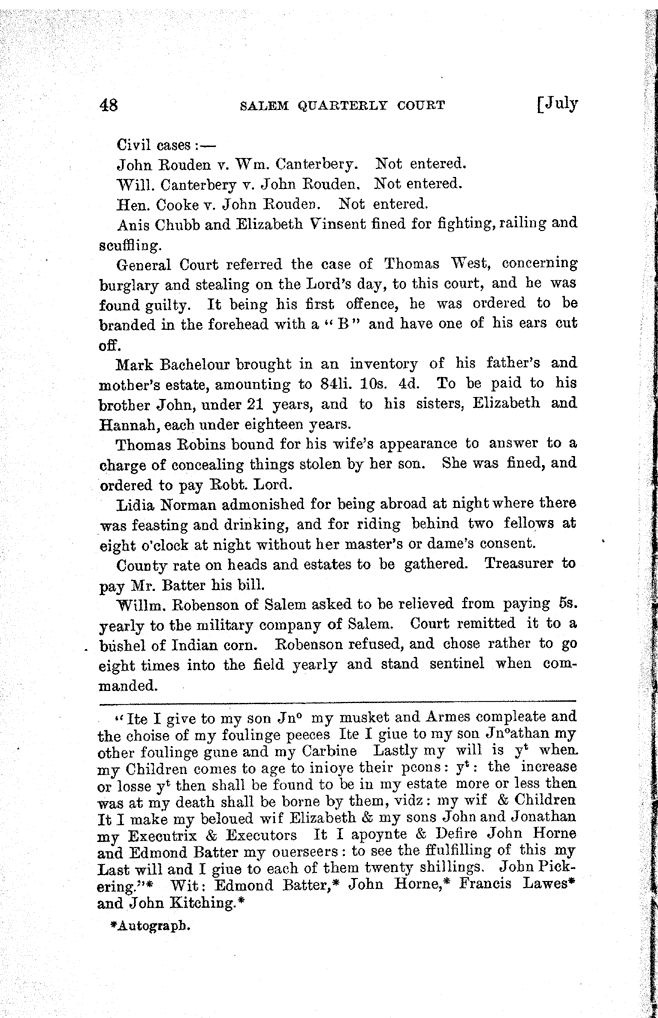 48 SALEM QUARTERLY COURT [July
Civil cases :—
John Rouden v. Wm. Canterbery. Not entered.
Will. Canterbery v. John Rouden. Not entered.
Hen. Cooke v. John Rouden. Not entered.
Anis Chubb and Elizabeth Vinsent fined for fighting, railing and
scuffling.
General Court referred the case of Thomas West, concerning
burglary and stealing on the Lord's day, to this court, and he was
found guilty. It being his first offence, he was ordered to be
branded in the forehead with a "B" and have one of his ears cut
off.
Mark Bachelour brought in an inventory of his father's and
mother's estate, amounting to 84li. 10s. 4d. To be paid to his
brother John, under 21 years, and to his sisters, Elizabeth and
Hannah, each under eighteen years.
Thomas Robins bound for his wife's appearance to answer to a
charge of concealing things stolen by her son. She was fined, and
ordered to pay Robt. Lord.
Lidia Norman admonished for being abroad at night where there
was feasting and drinking, and for riding behind two fellows at
eight o'clock at night without her master's or dame's consent.
County rate on heads and estates to be gathered. Treasurer to
pay Mr. Batter his bill.
Willm. Robenson of Salem asked to be relieved from paying 5s.
yearly to the military company of Salem. Court remitted it to a
bushel of Indian corn. Robenson refused, and chose rather to go
eight times into the field yearly and stand sentinel when com-
manded.
"Ite I give to my son Jnº my musket and Armes compleate and
the choise of my foulinge peeces Ite I giue to my son Jnºathan my
other foulinge gune and my Carbine Lastly my will is yᵗ when
my Children comes to age to inioye their pcons: yᵗ: the increase
or losse yᵗ then shall be found to be in my estate more or less then
was at my death shall be borne by them, vidz: my wif & Children
It I make my beloued wif Elizabeth & my sons John and Jonathan
my Executrix & Executors It I apoynte & Defire John Horne
and Edmond Batter my ouerseers: to see the ffulfilling of this my
Last will and I giue to each of them twenty shillings. John Pick-
ering."* Wit: Edmond Batter,* John Horne,* Francis Lawes*
and John Kitching.*
*Autograph.